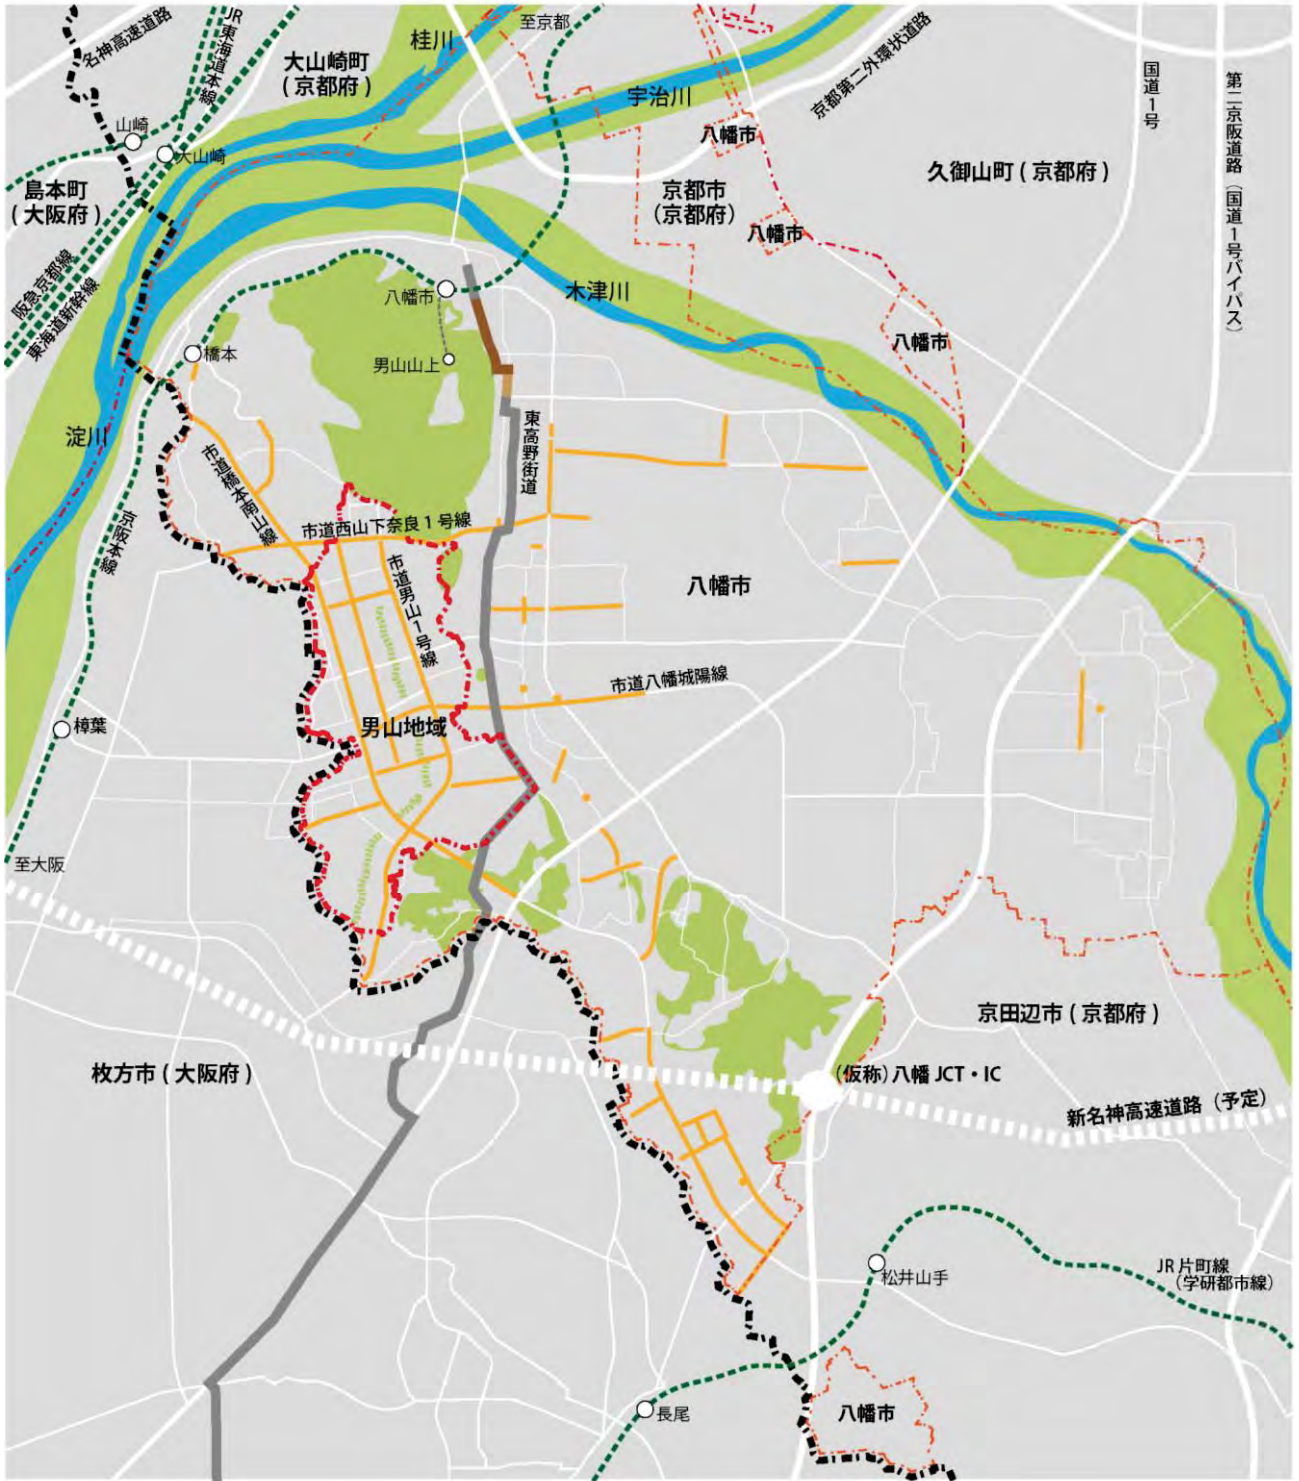 名神高速道路
JR東海道本線
大山崎町
(京都府)
桂川
至京都
宇治川
京都第二外環状道路
国道1号
第二京阪道路(国道1号バイパス)
山崎
大山崎
島本町
(大阪府)
八幡市
京都市
(京都府)
久御山町(京都府)
八幡市
阪急京都線
東海道新幹線
八幡市
木津川
橋本
男山山上
八幡市
淀川
東高野街道
市道橋本南山線
市道西山下奈良1号線
京阪本線
市道男山1号線
八幡市
市道八幡城陽線
樟葉
男山地域
至大阪
京田辺市(京都府)
枚方市(大阪府)
(仮称)八幡JCT・IC
新名神高速道路(予定)
松井山手
JR片町線
(学研都市線)
長尾
八幡市